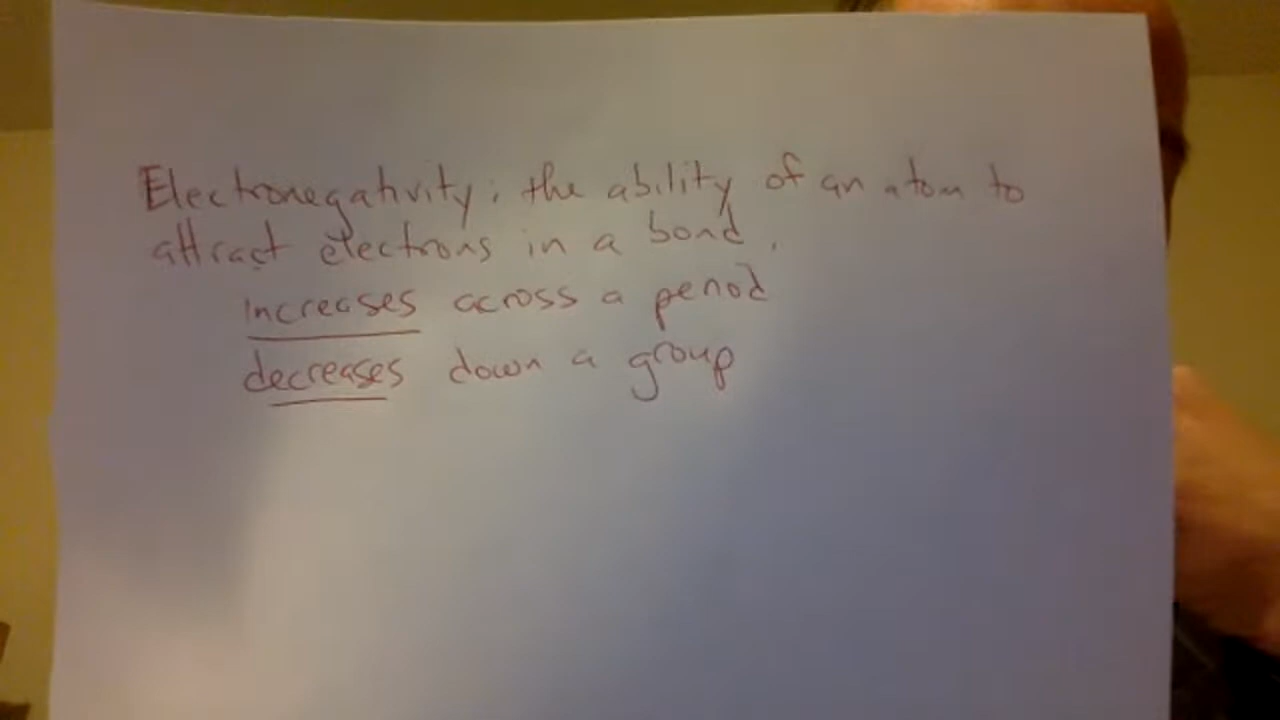 Electronegativity: the ability of an atom to
attract electrons in a bond.
increases across a period
decreases down a group